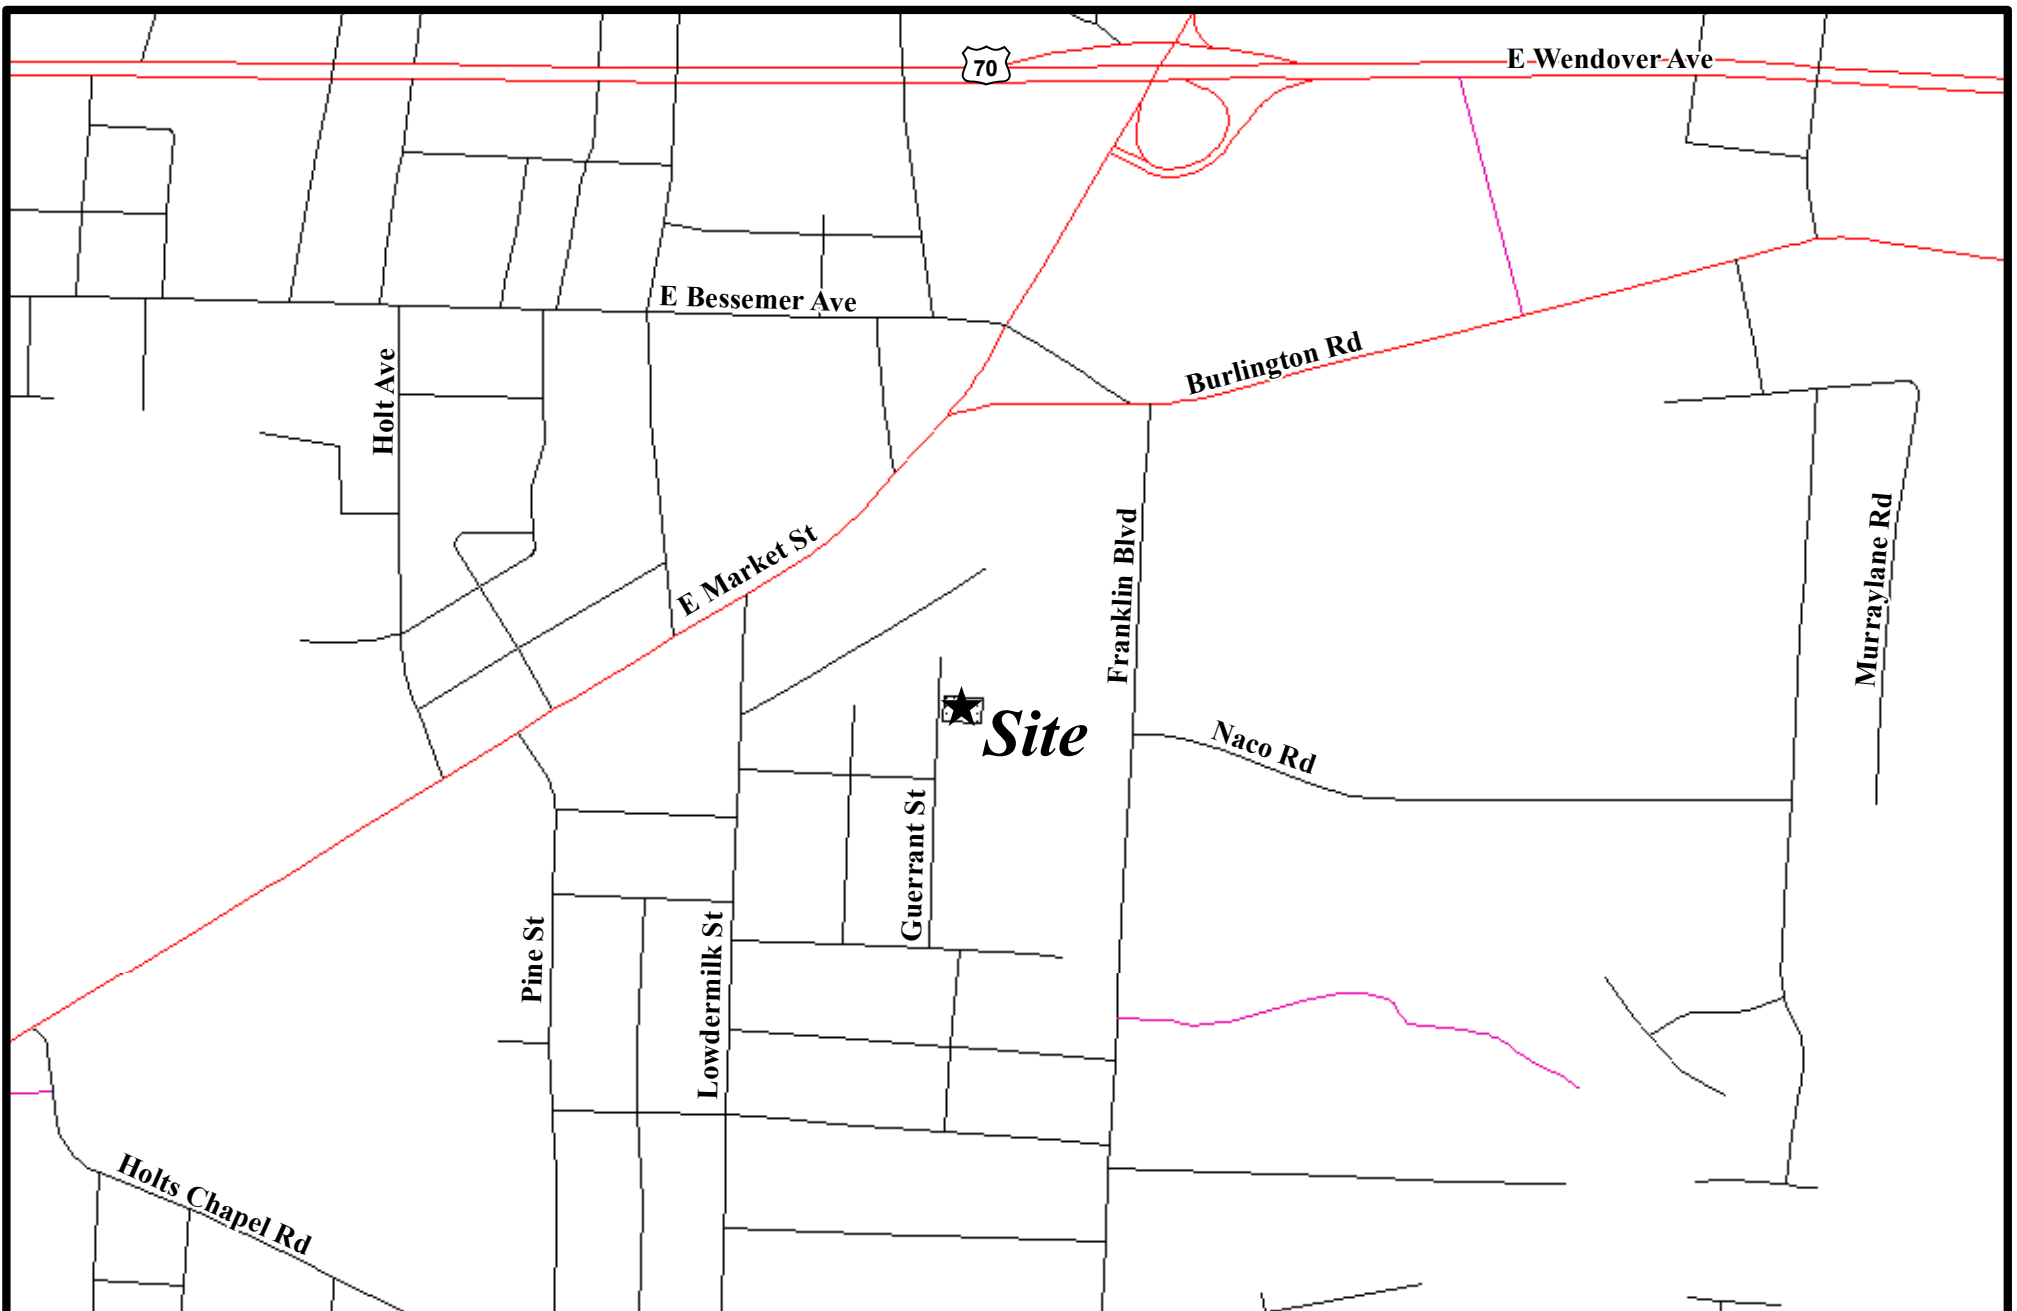 70
E Wendover Ave
E Bessemer Ave
Burlington Rd
Holt Ave
E Market St
Franklin Blvd
Murraylane Rd
Site
Naco Rd
Guerrant St
Pine St
Lowdermilk St
Holts Chapel Rd